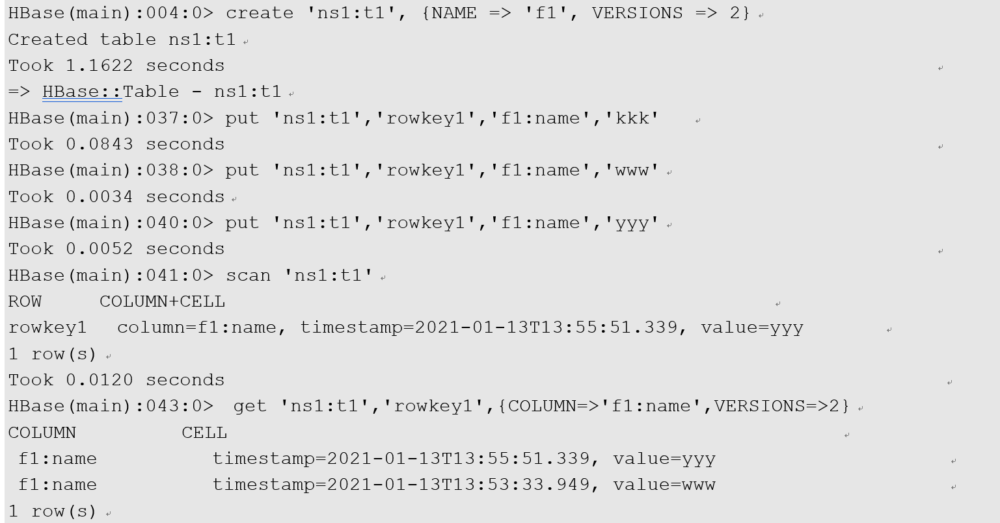 HBase(main):004:0> create 'ns1:t1', {NAME => 'f1', VERSIONS => 2}
Created table ns1:t1
Took 1.1622 seconds
=> HBase::Table - ns1:t1
HBase(main):037:0> put 'ns1:t1','rowkey1','f1:name','kkk'
Took 0.0843 seconds
HBase(main):038:0> put 'ns1:t1','rowkey1','f1:name','www'
Took 0.0034 seconds
HBase(main):040:0> put 'ns1:t1','rowkey1','f1:name','yyy'
Took 0.0052 seconds
HBase(main):041:0> scan 'ns1:t1'
ROW     COLUMN+CELL
rowkey1   column=f1:name, timestamp=2021-01-13T13:55:51.339, value=yyy
1 row(s)
Took 0.0120 seconds
HBase(main):043:0>  get 'ns1:t1','rowkey1',{COLUMN=>'f1:name',VERSIONS=>2}
COLUMN         CELL
 f1:name          timestamp=2021-01-13T13:55:51.339, value=yyy
 f1:name          timestamp=2021-01-13T13:53:33.949, value=www
1 row(s)